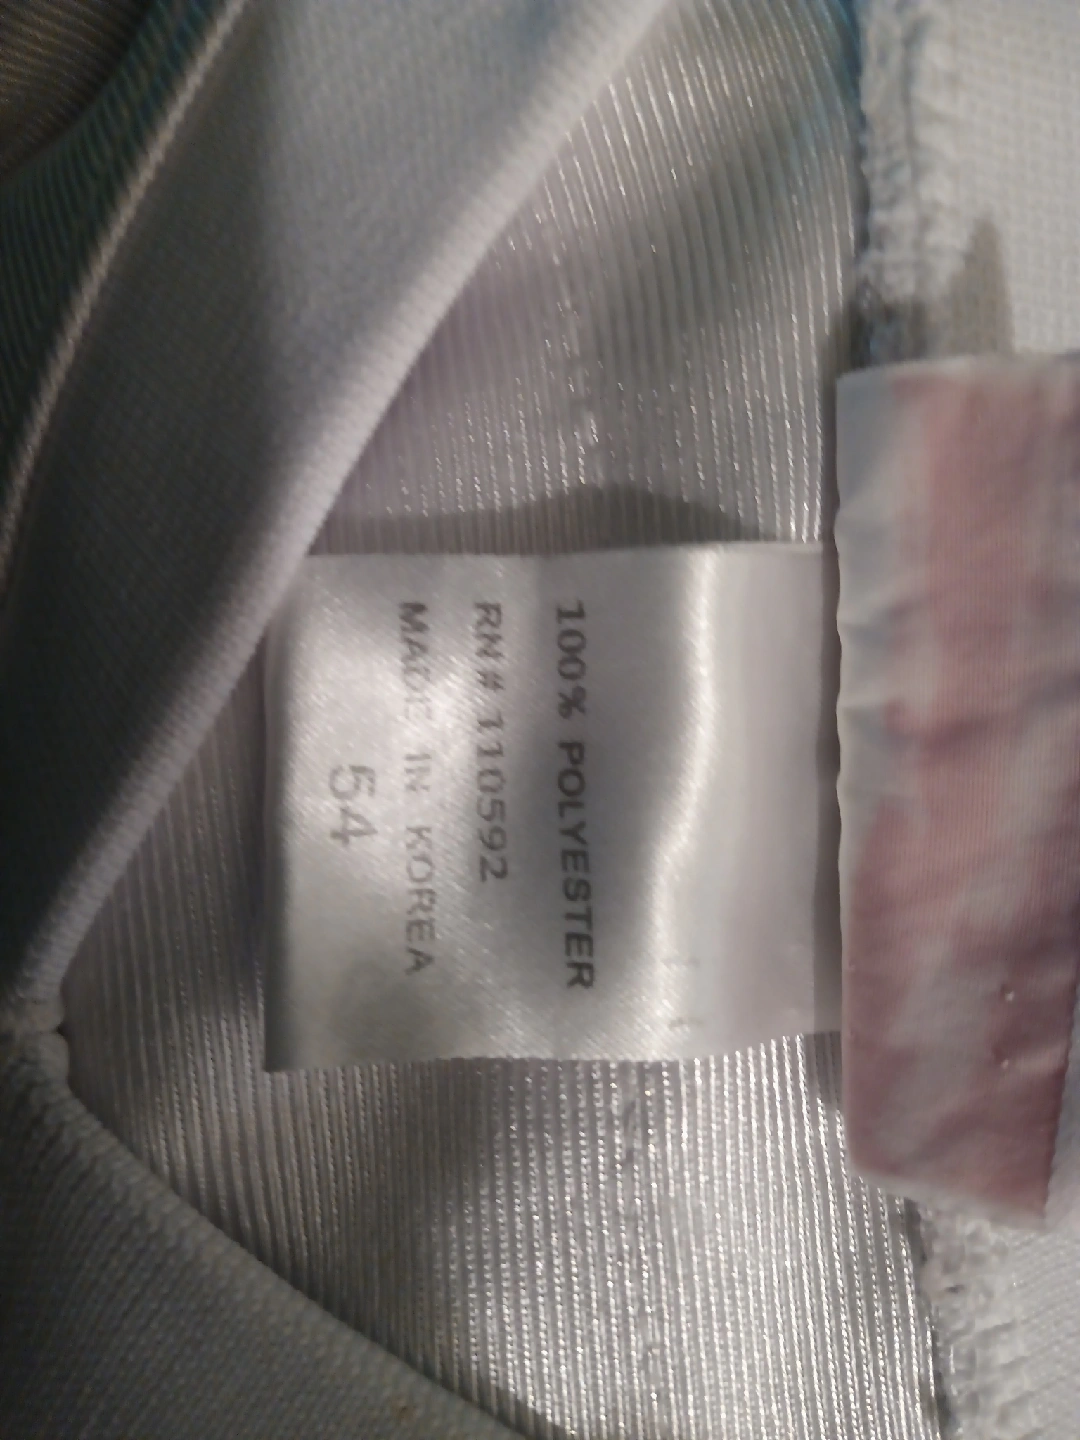 100% POLYESTER
RN# 110592
MADE IN KOREA
54